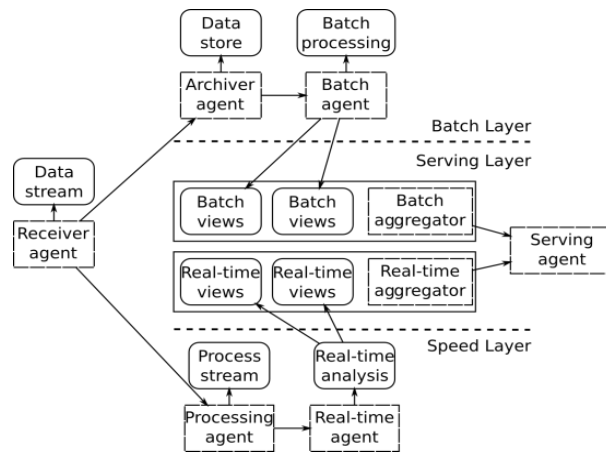 Data
store
Batch
processing
Archiver
agent
Batch
agent
Batch Layer
Serving Layer
Data
stream
Receiver
agent
Batch
views
Batch
views
Batch
aggregator
Serving
agent
Real-time
views
Real-time
views
Real-time
aggregator
Speed Layer
Process
stream
Real-time
analysis
Processing
agent
Real-time
agent